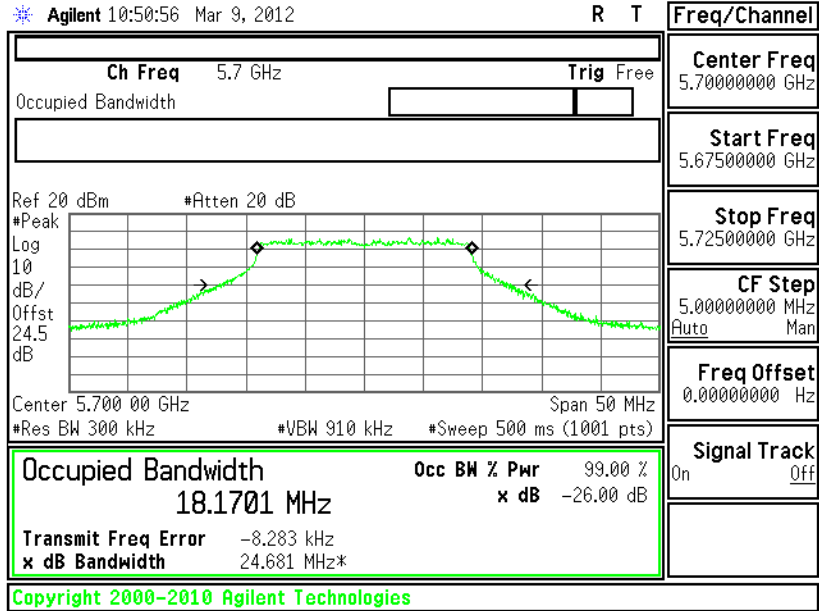 Agilent 10:50:56 Mar 9, 2012 R T
Freq/Channel
Ch Freq 5.7 GHz Trig Free
Occupied Bandwidth
Center Freq
5.70000000 GHz
Start Freq
5.67500000 GHz
Stop Freq
5.72500000 GHz
CF Step
5.00000000 MHz
Auto Man
Freq Offset
0.00000000 Hz
Signal Track
On Off
Ref 20 dBm #Atten 20 dB
#Peak
Log
10
dB/
Offst
24.5
dB
Center 5.700 00 GHz Span 50 MHz
#Res BW 300 kHz #VBW 910 kHz #Sweep 500 ms (1001 pts)
Occupied Bandwidth
18.1701 MHz
Occ BW % Pwr 99.00 %
x dB -26.00 dB
Transmit Freq Error -8.283 kHz
x dB Bandwidth 24.681 MHz*
Copyright 2000-2010 Agilent Technologies